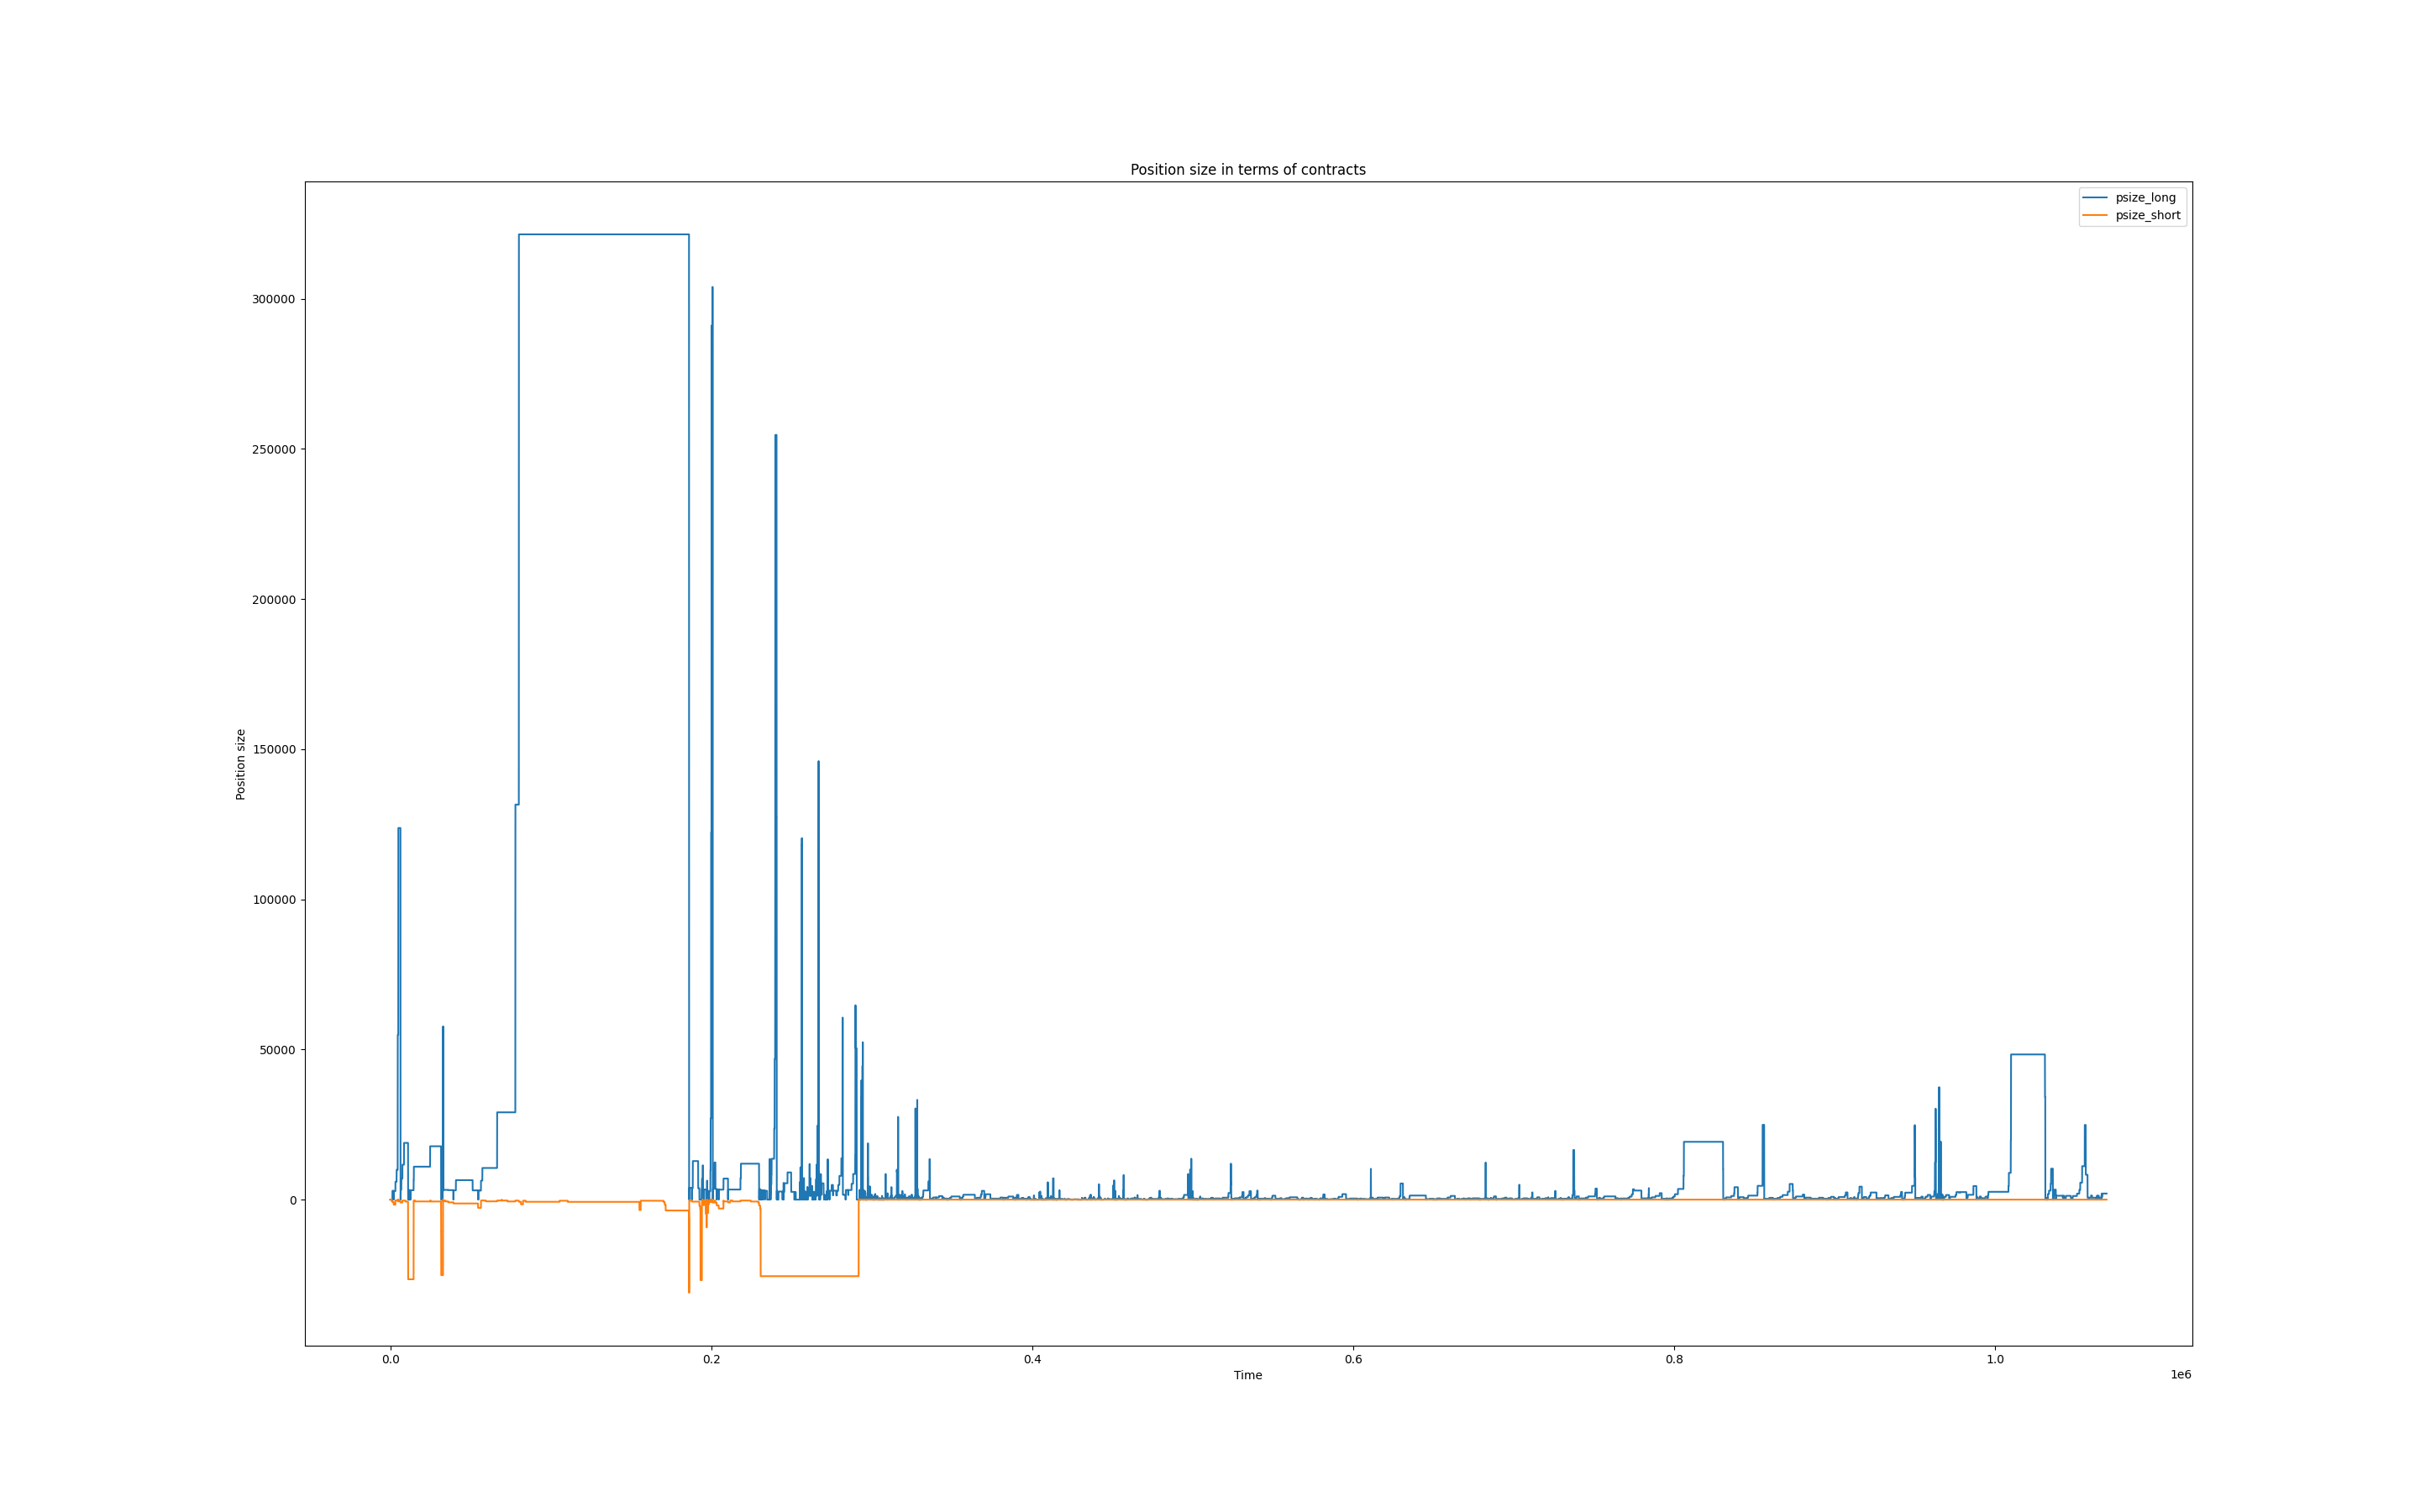 Position size in terms of contracts
psize_long
psize_short
300000
250000
200000
150000
100000
50000
0
Position size
0.0
0.2
0.4
0.6
0.8
1.0
Time
1e6